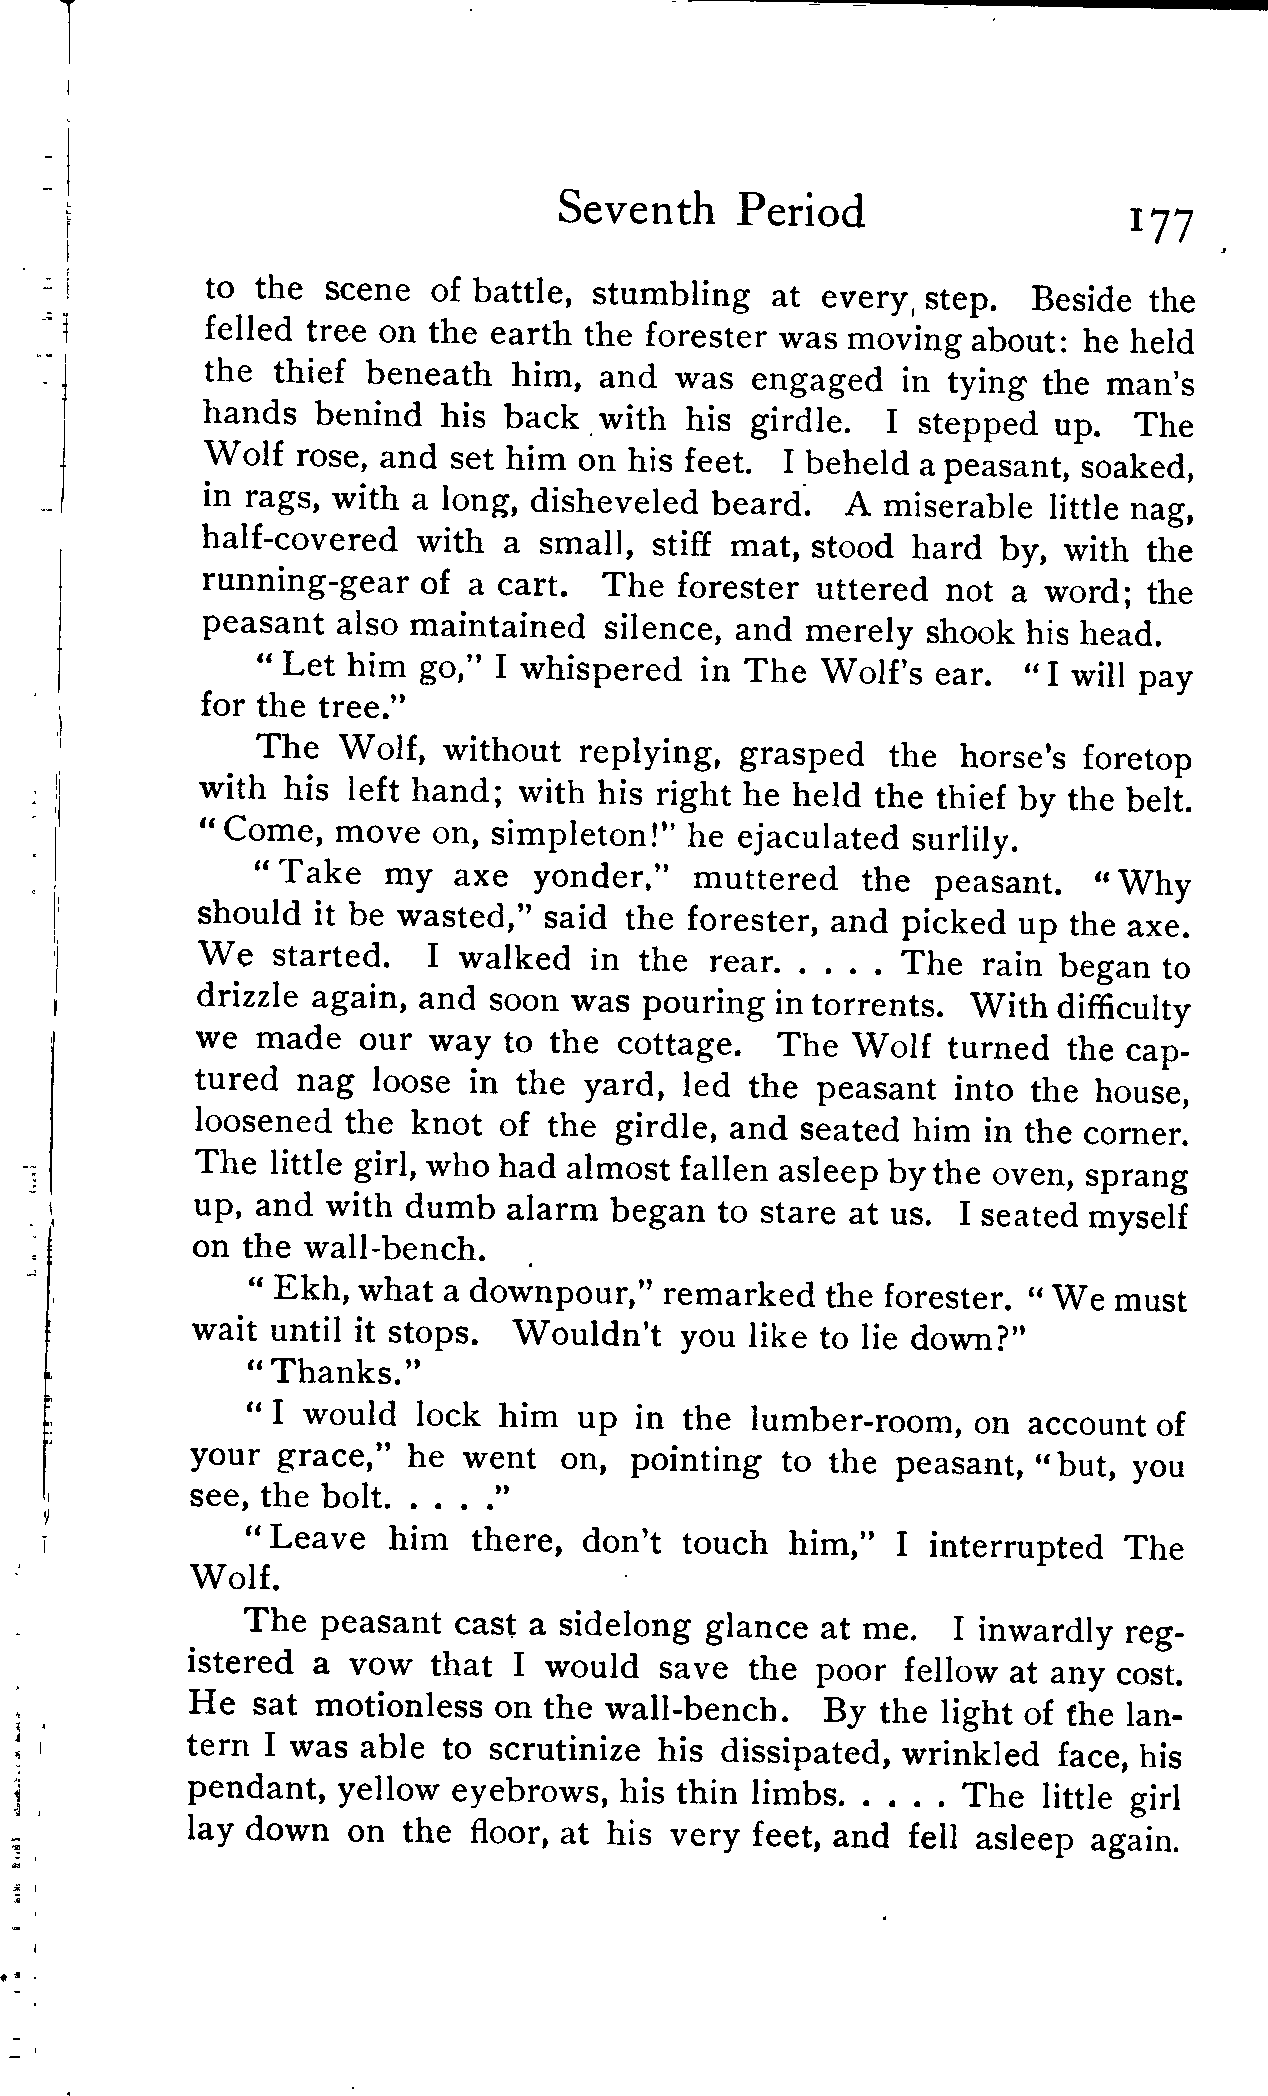 Seventh Period 177
to the scene of battle, stumbling at every step. Beside the
felled tree on the earth the forester was moving about: he held
the thief beneath him, and was engaged in tying the man's
hands benind his back with his girdle. I stepped up. The
Wolf rose, and set him on his feet. I beheld a peasant, soaked,
in rags, with a long, disheveled beard. A miserable little nag,
half-covered with a small, stiff mat, stood hard by, with the
running-gear of a cart. The forester uttered not a word; the
peasant also maintained silence, and merely shook his head.
"Let him go," I whispered in The Wolf's ear. "I will pay
for the tree."
The Wolf, without replying, grasped the horse's foretop
with his left hand; with his right he held the thief by the belt.
"Come, move on, simpleton!" he ejaculated surlily.
"Take my axe yonder," muttered the peasant. "Why
should it be wasted," said the forester, and picked up the axe.
We started. I walked in the rear. . . . . The rain began to
drizzle again, and soon was pouring in torrents. With difficulty
we made our way to the cottage. The Wolf turned the cap-
tured nag loose in the yard, led the peasant into the house,
loosened the knot of the girdle, and seated him in the corner.
The little girl, who had almost fallen asleep by the oven, sprang
up, and with dumb alarm began to stare at us. I seated myself
on the wall-bench.
"Ekh, what a downpour," remarked the forester. "We must
wait until it stops. Wouldn't you like to lie down?"
"Thanks."
"I would lock him up in the lumber-room, on account of
your grace," he went on, pointing to the peasant, "but, you
see, the bolt. . . . ."
"Leave him there, don't touch him," I interrupted The
Wolf.
The peasant cast a sidelong glance at me. I inwardly reg-
istered a vow that I would save the poor fellow at any cost.
He sat motionless on the wall-bench. By the light of the lan-
tern I was able to scrutinize his dissipated, wrinkled face, his
pendant, yellow eyebrows, his thin limbs. . . . . The little girl
lay down on the floor, at his very feet, and fell asleep again.